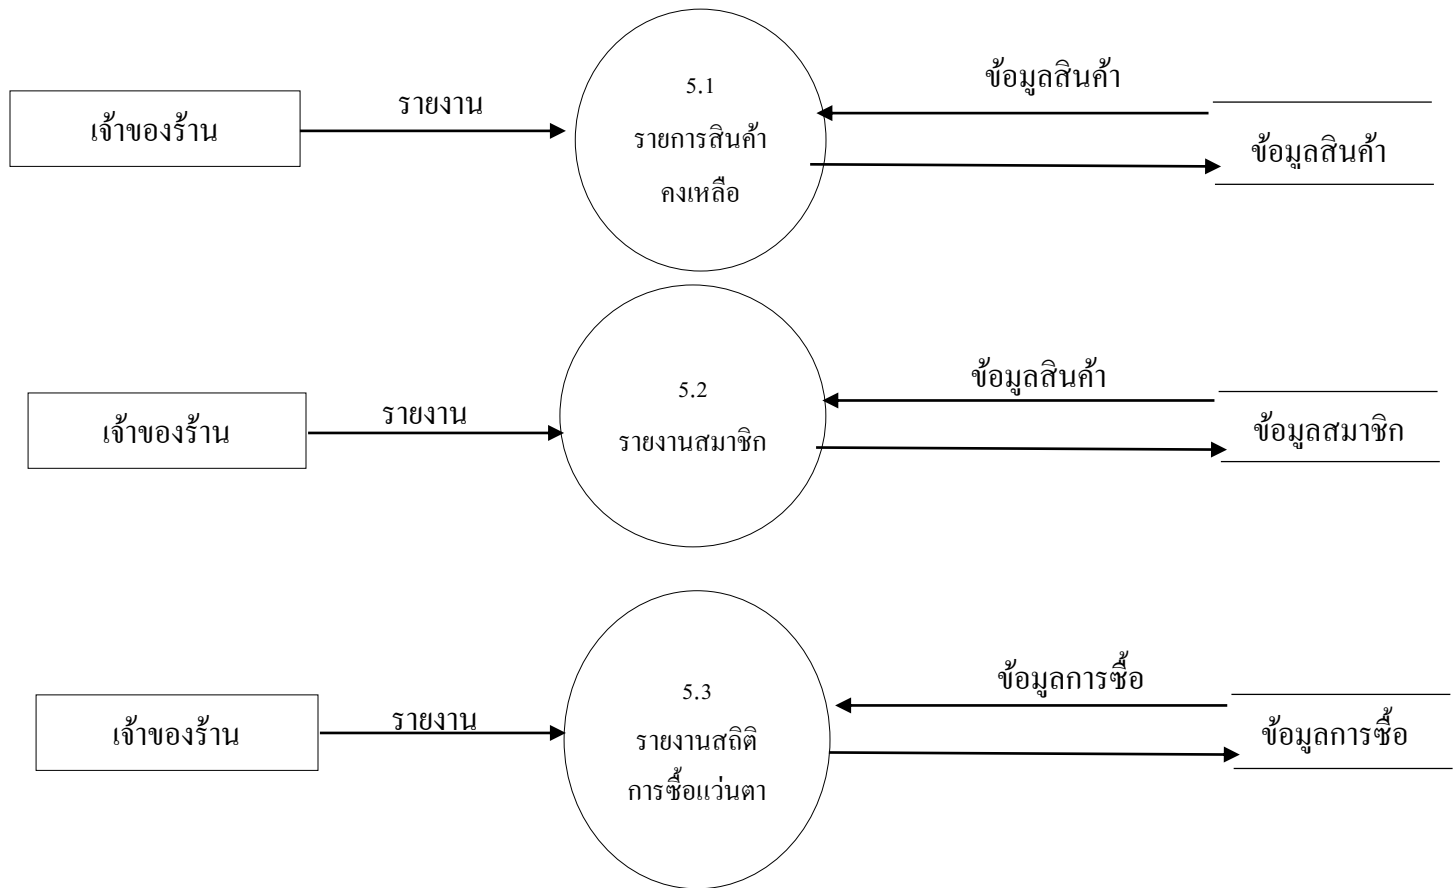 เจ้าของร้าน
รายงาน
5.1
รายการสินค้า
คงเหลือ
ข้อมูลสินค้า
ข้อมูลสินค้า
เจ้าของร้าน
รายงาน
5.2
รายงานสมาชิก
ข้อมูลสินค้า
ข้อมูลสมาชิก
เจ้าของร้าน
รายงาน
5.3
รายงานสถิติ
การซื้อแว่นตา
ข้อมูลการซื้อ
ข้อมูลการซื้อ